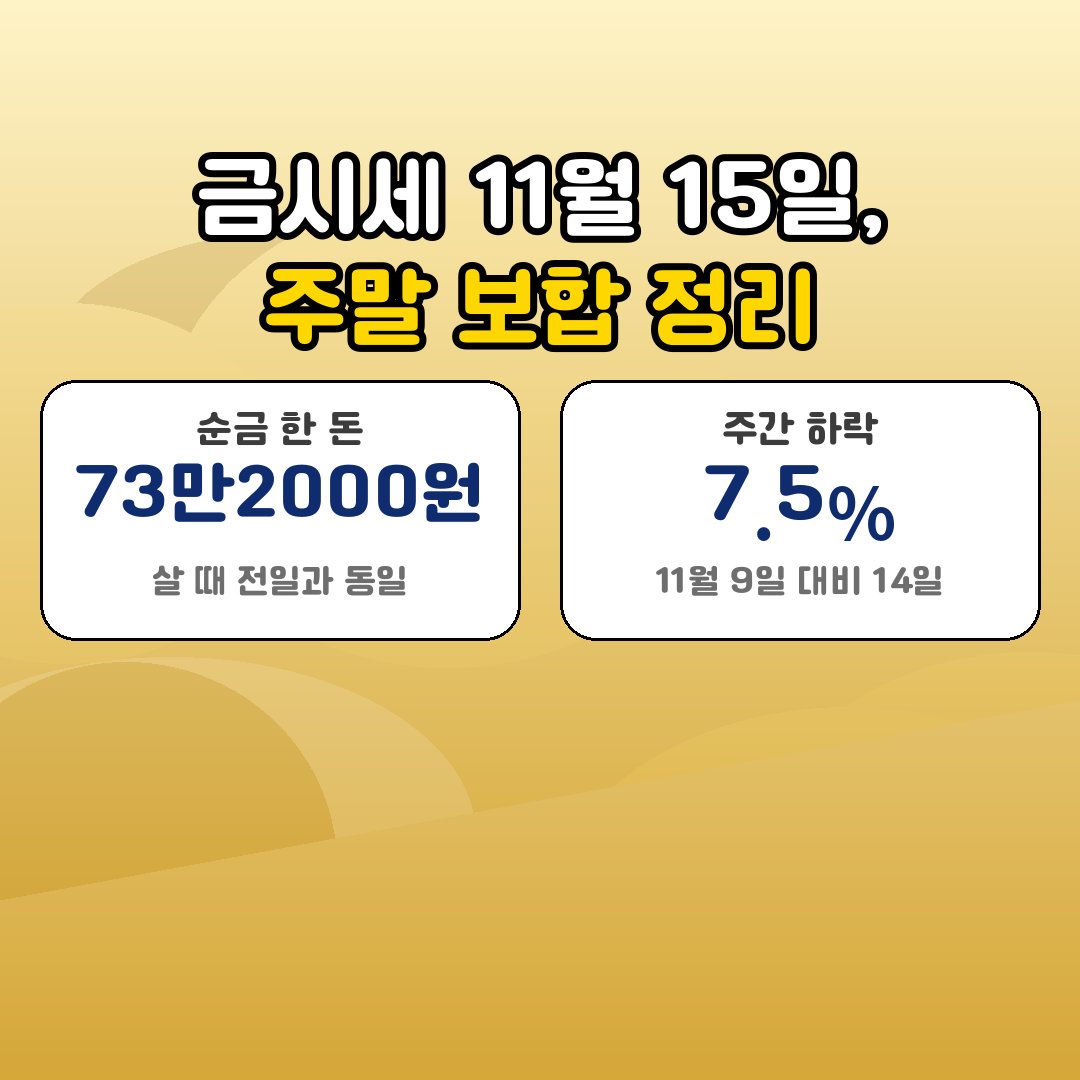 금시세 11월 15일,
주말 보합 정리
순금 한 돈
73만2000원
살 때 전일과 동일
주간 하락
7.5%
11월 9일 대비 14일